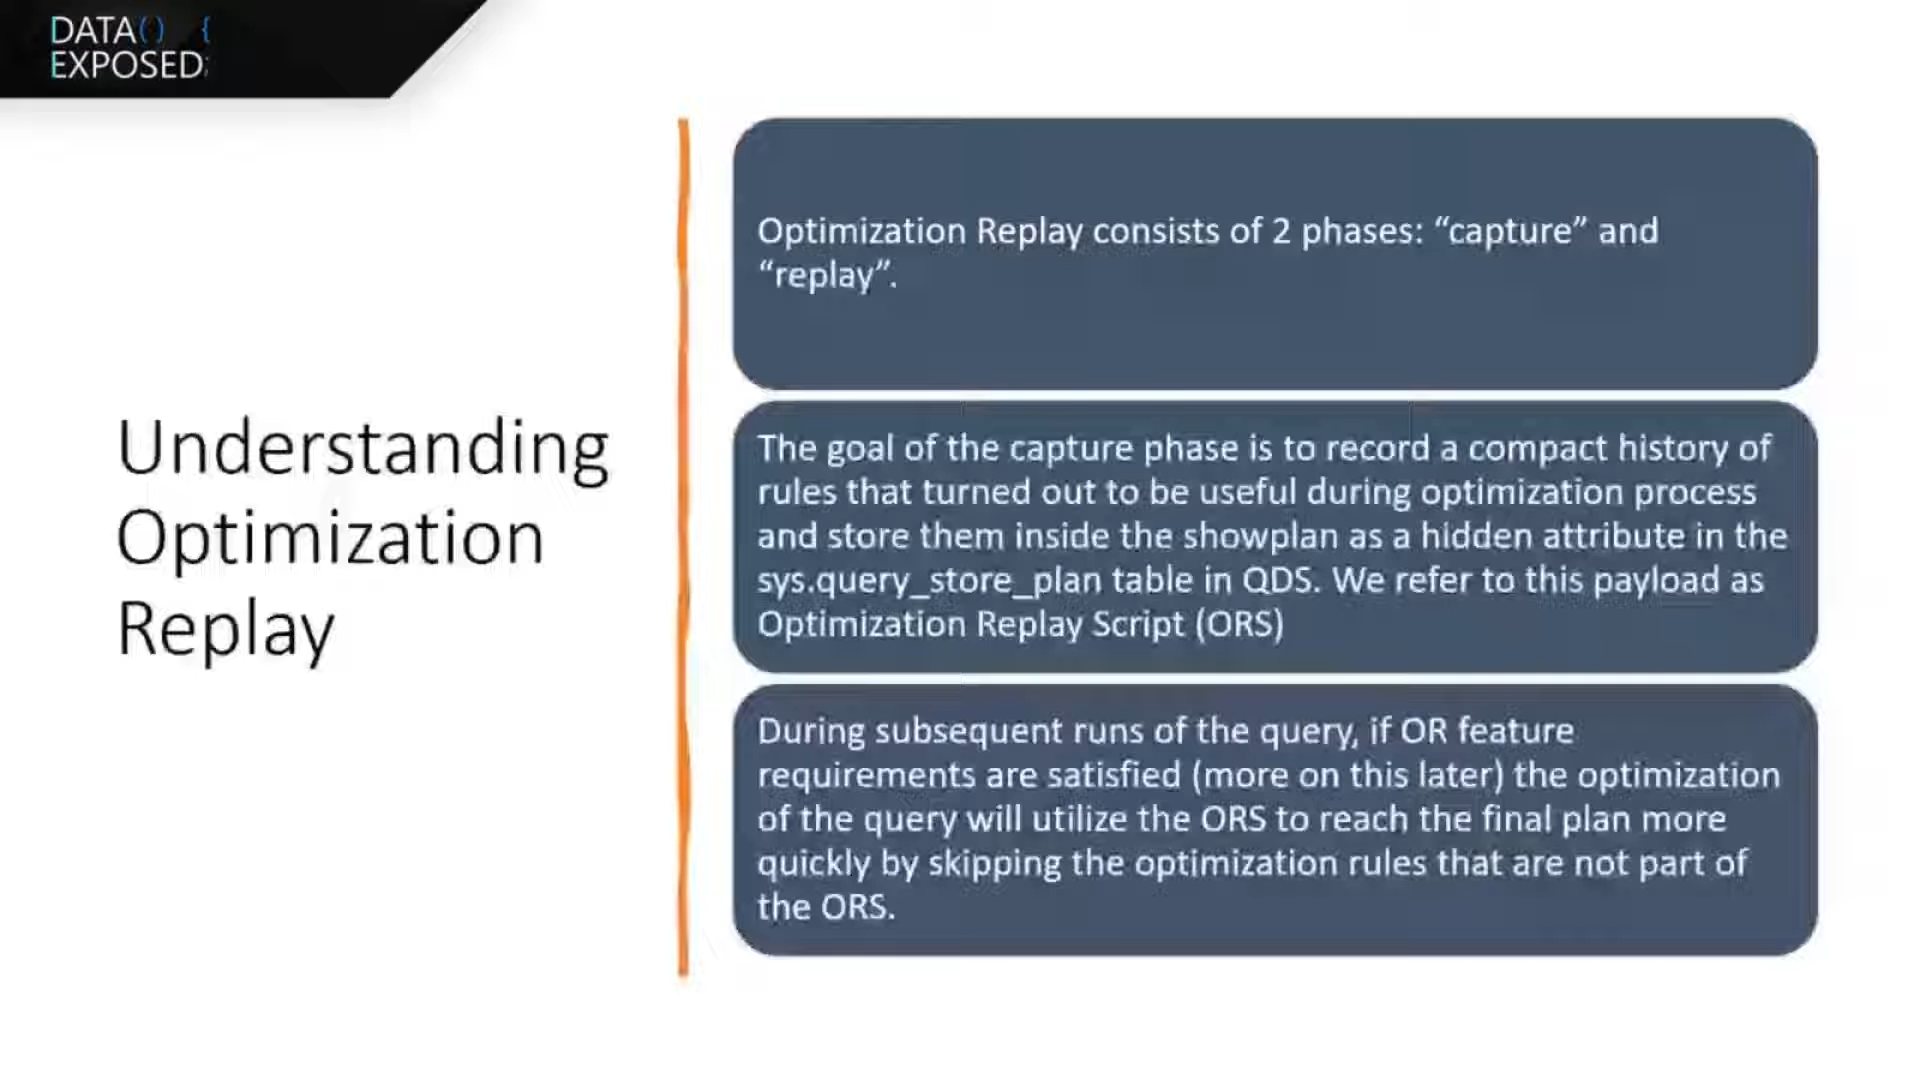 DATA() {
EXPOSED;
Understanding
Optimization
Replay
Optimization Replay consists of 2 phases: “capture” and
“replay”.
The goal of the capture phase is to record a compact history of
rules that turned out to be useful during optimization process
and store them inside the showplan as a hidden attribute in the
sys.query_store_plan table in QDS. We refer to this payload as
Optimization Replay Script (ORS)
During subsequent runs of the query, if OR feature
requirements are satisfied (more on this later) the optimization
of the query will utilize the ORS to reach the final plan more
quickly by skipping the optimization rules that are not part of
the ORS.